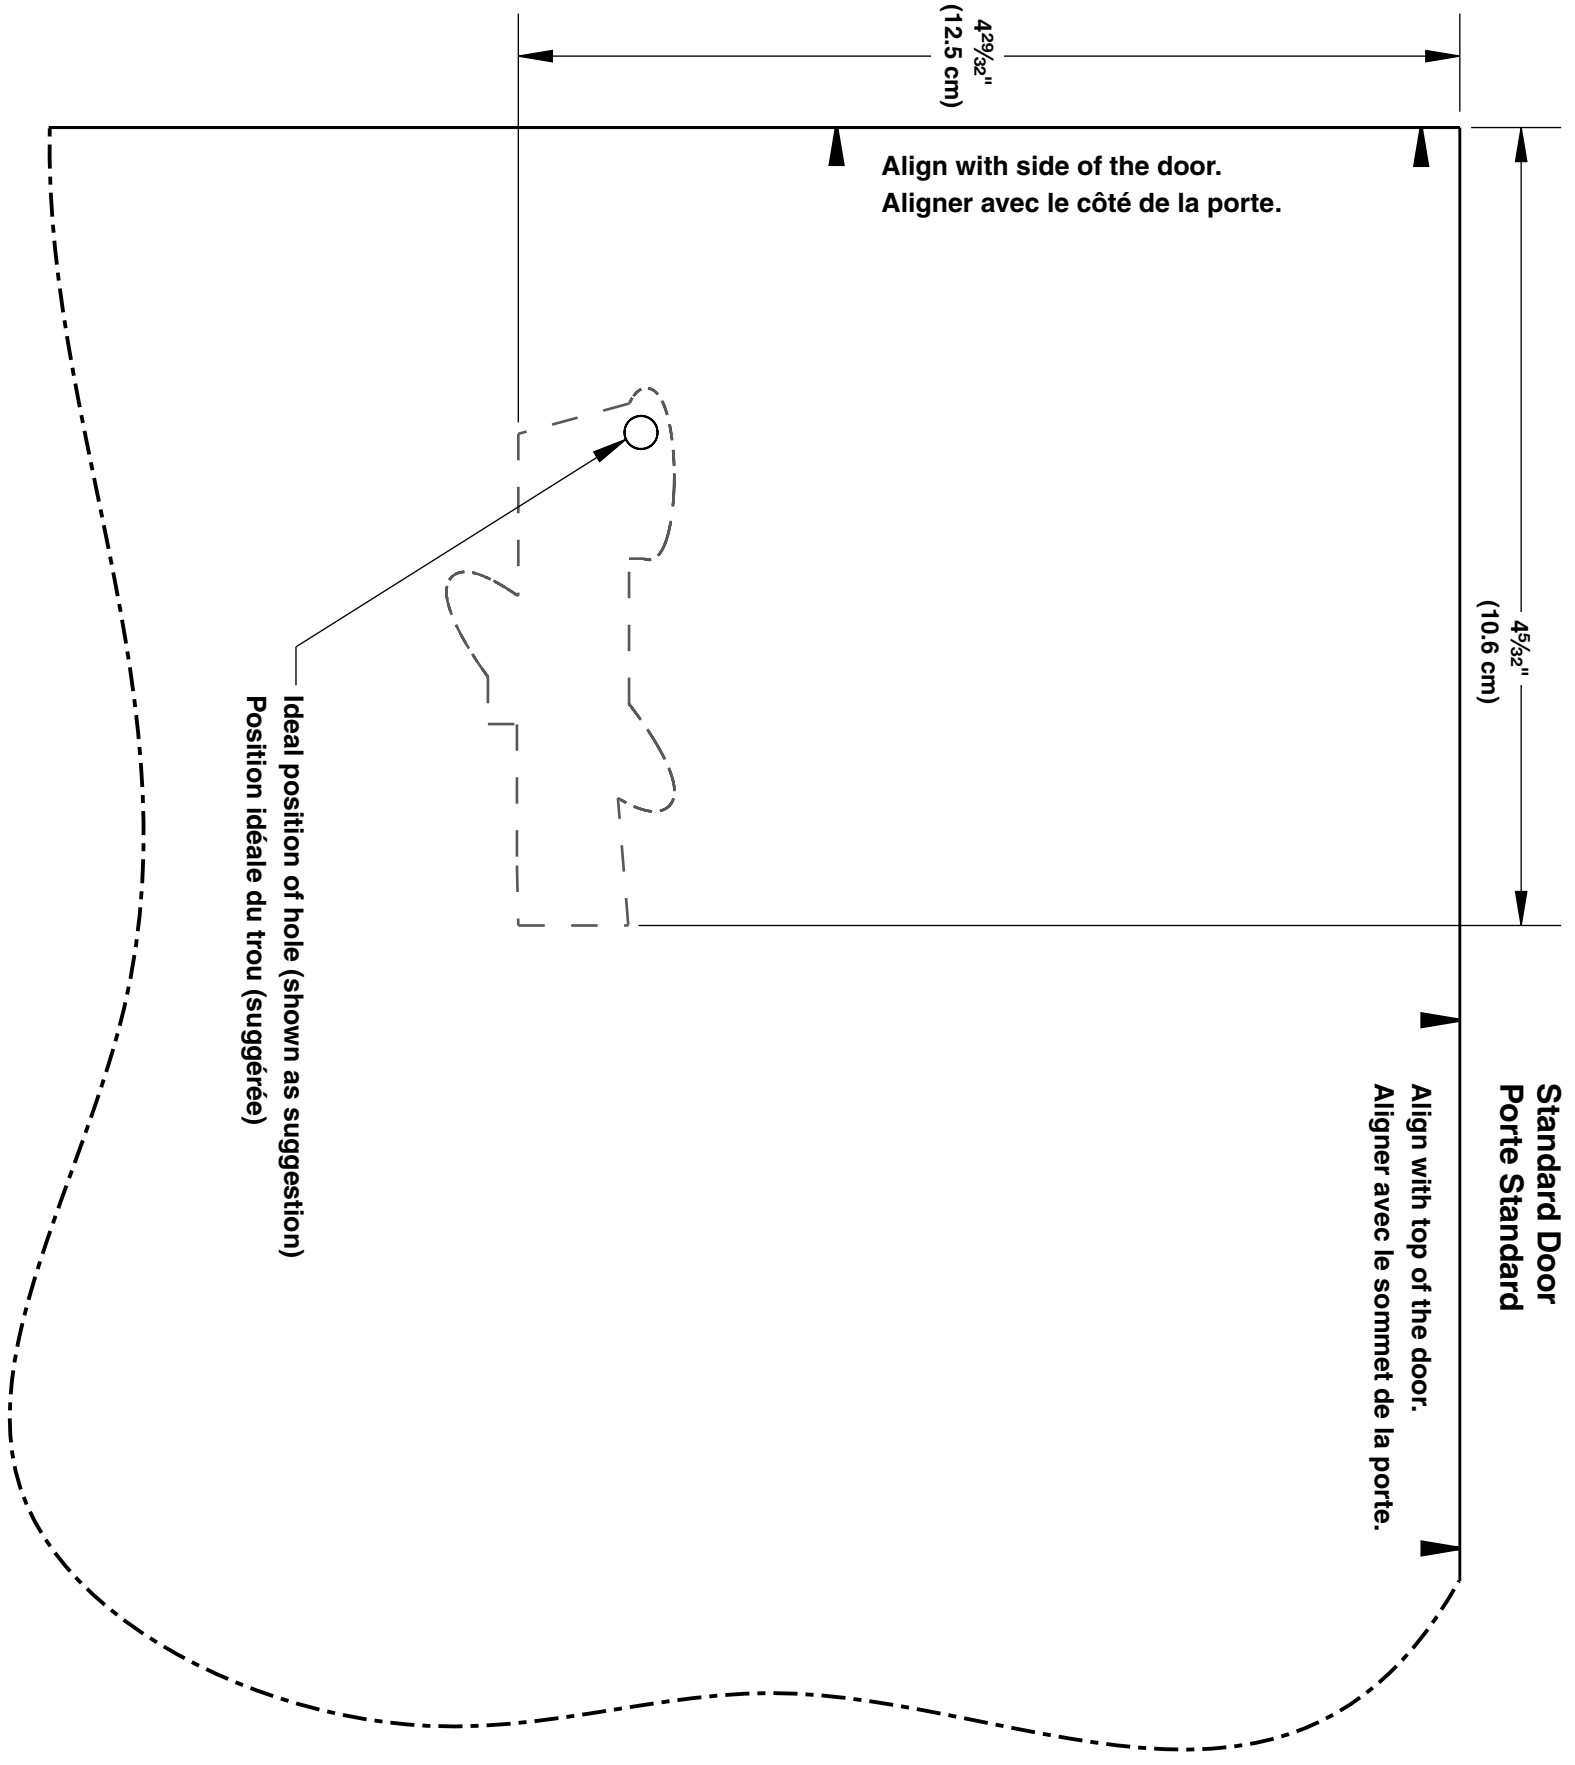 4 29/32"
(12.5 cm)
Align with side of the door.
Aligner avec le côté de la porte.
4 5/32"
(10.6 cm)
Standard Door
Porte Standard
Align with top of the door.
Aligner avec le sommet de la porte.
Ideal position of hole (shown as suggestion)
Position idéale du trou (suggérée)